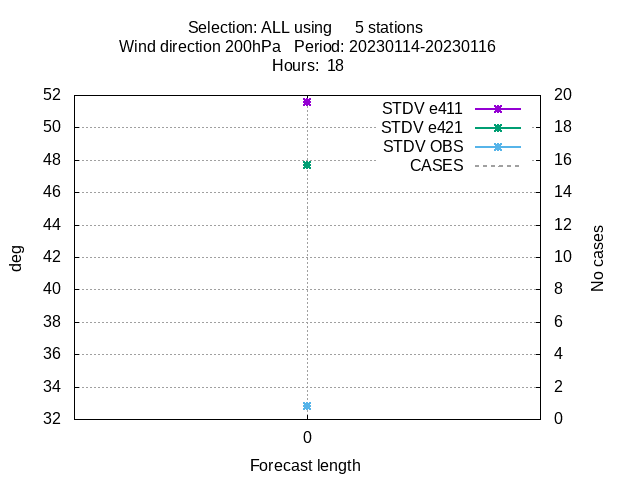 Selection: ALL using 5 stations
Wind direction 200hPa Period: 20230114-20230116
Hours: 18
52
50
48
46
44
42
40
38
36
34
32
20
18
16
14
12
10
8
6
4
2
0
STDV e411
STDV e421
STDV OBS
CASES
deg
No cases
0
Forecast length